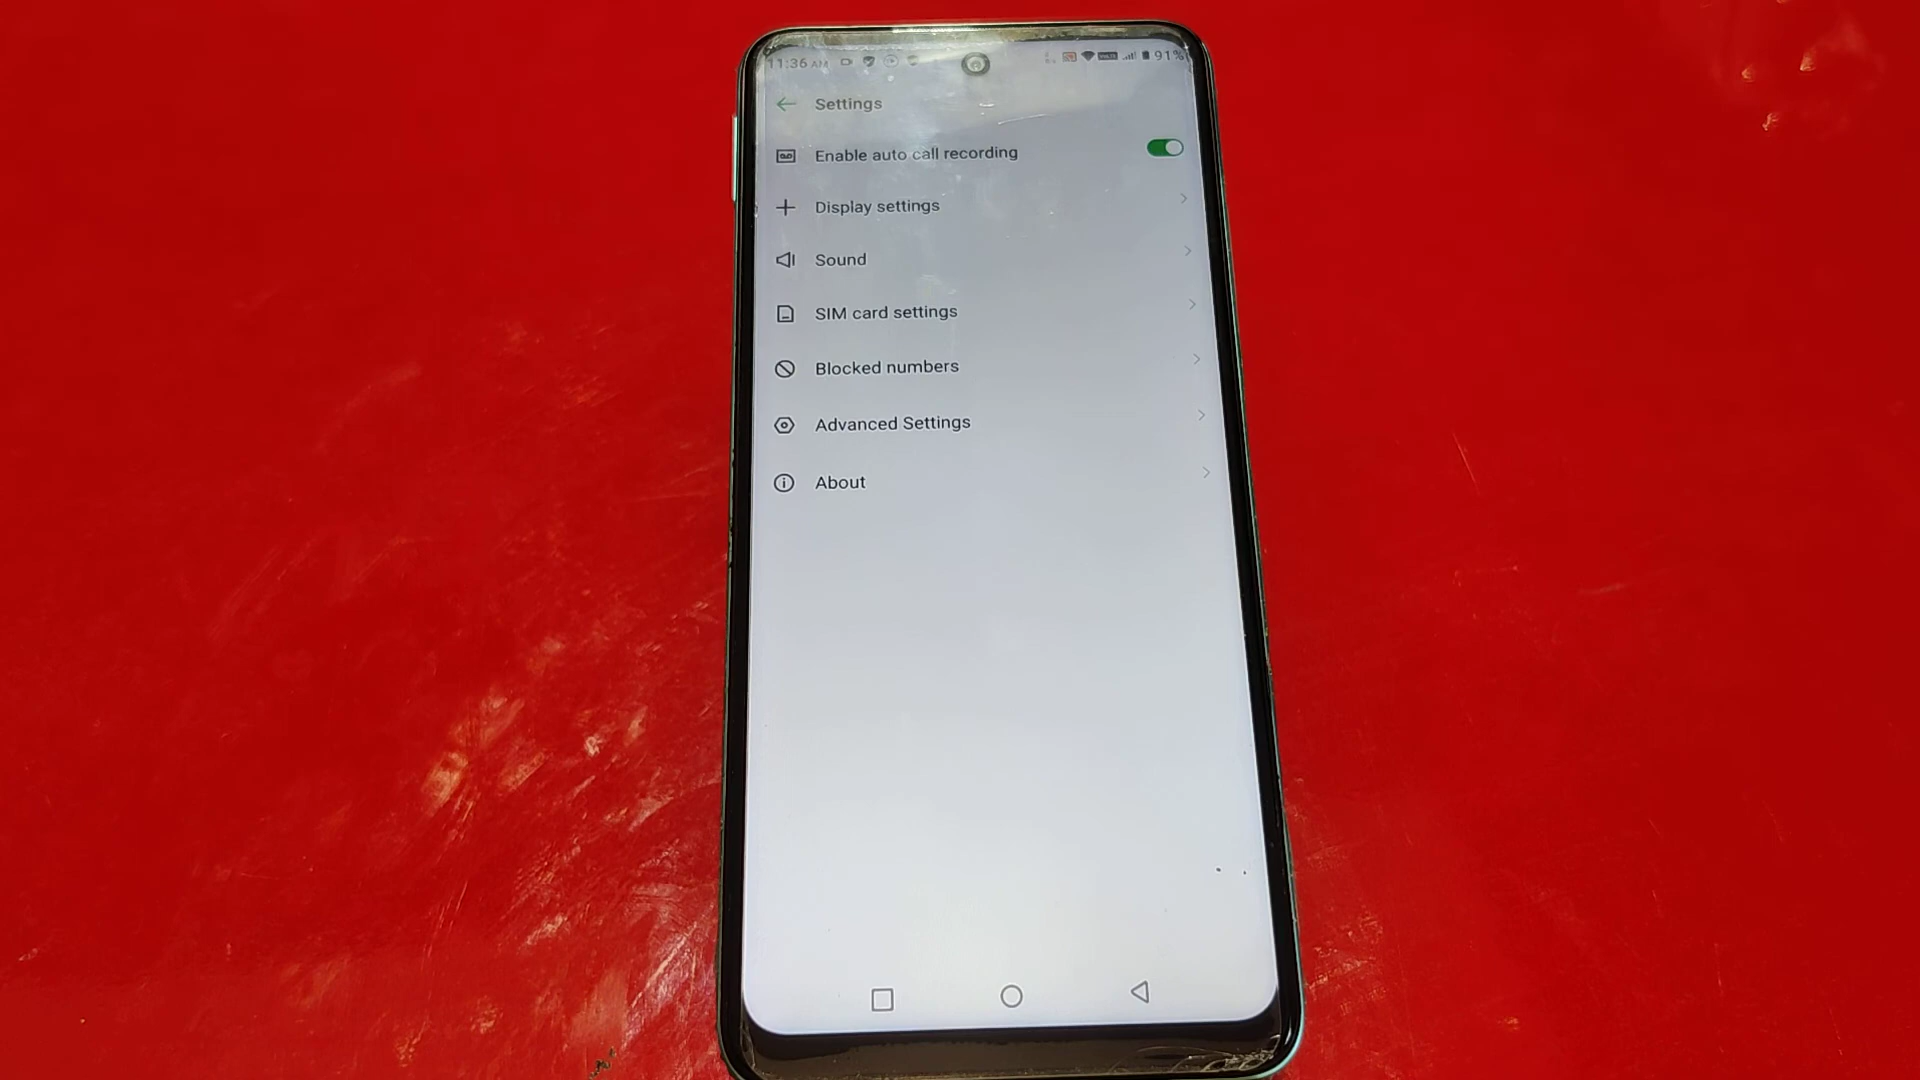 11:36 AM 91%
Settings
Enable auto call recording
Display settings
Sound
SIM card settings
Blocked numbers
Advanced Settings
About